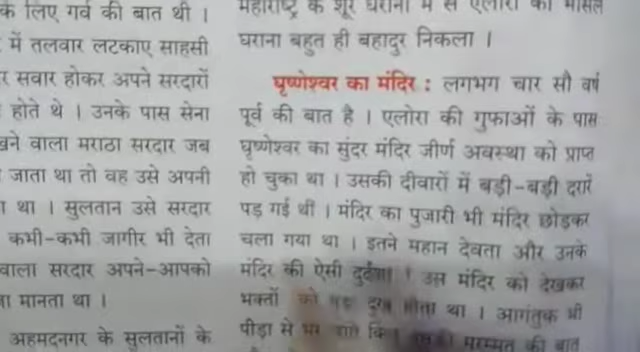 के लिए गर्व की बात थी ।
में तलवार लटकाए साहसी
सवार होकर अपने सरदारों
होते थे । उनके पास सेना
वाला मराठा सरदार जब
जाता था तो वह उसे अपनी
था । सुलतान उसे सरदार
कभी-कभी जागीर भी देता
वाला सरदार अपने-आपको
मानता था ।
अहमदनगर के सुलतानों के
महाराष्ट्र के शूर घरानों में से एलोरा का भोसले
घराना बहुत ही बहादुर निकला ।
घृष्णेश्वर का मंदिर : लगभग चार सौ वर्ष
पूर्व की बात है । एलोरा की गुफाओं के पास
घृष्णेश्वर का सुंदर मंदिर जीर्ण अवस्था को प्राप्त
हो चुका था । उसकी दीवारों में बड़ी-बड़ी दरारें
पड़ गई थीं । मंदिर का पुजारी भी मंदिर छोड़कर
चला गया था । इतने महान देवता और उनके
मंदिर की ऐसी दुर्दशा ! उस मंदिर को देखकर
भक्तों को दुख होता था । आगंतुक भी
पीड़ा से भर जाते मरम्मत की बात